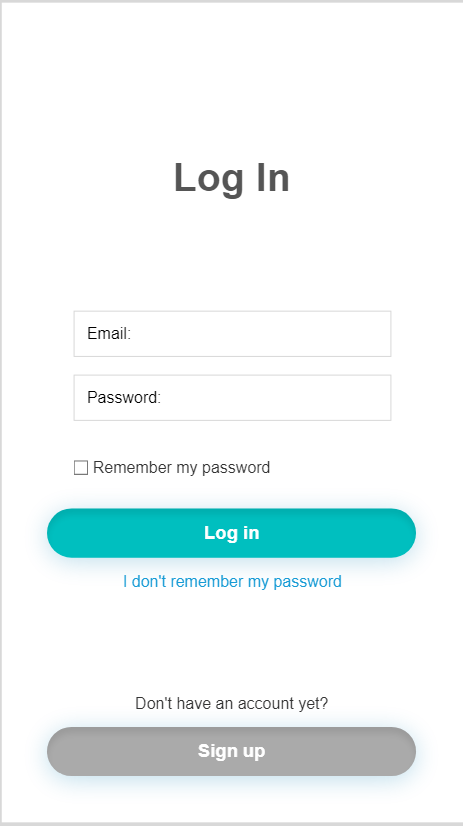 Log In
Email:
Password:
Remember my password
Log in
I don't remember my password
Don't have an account yet?
Sign up